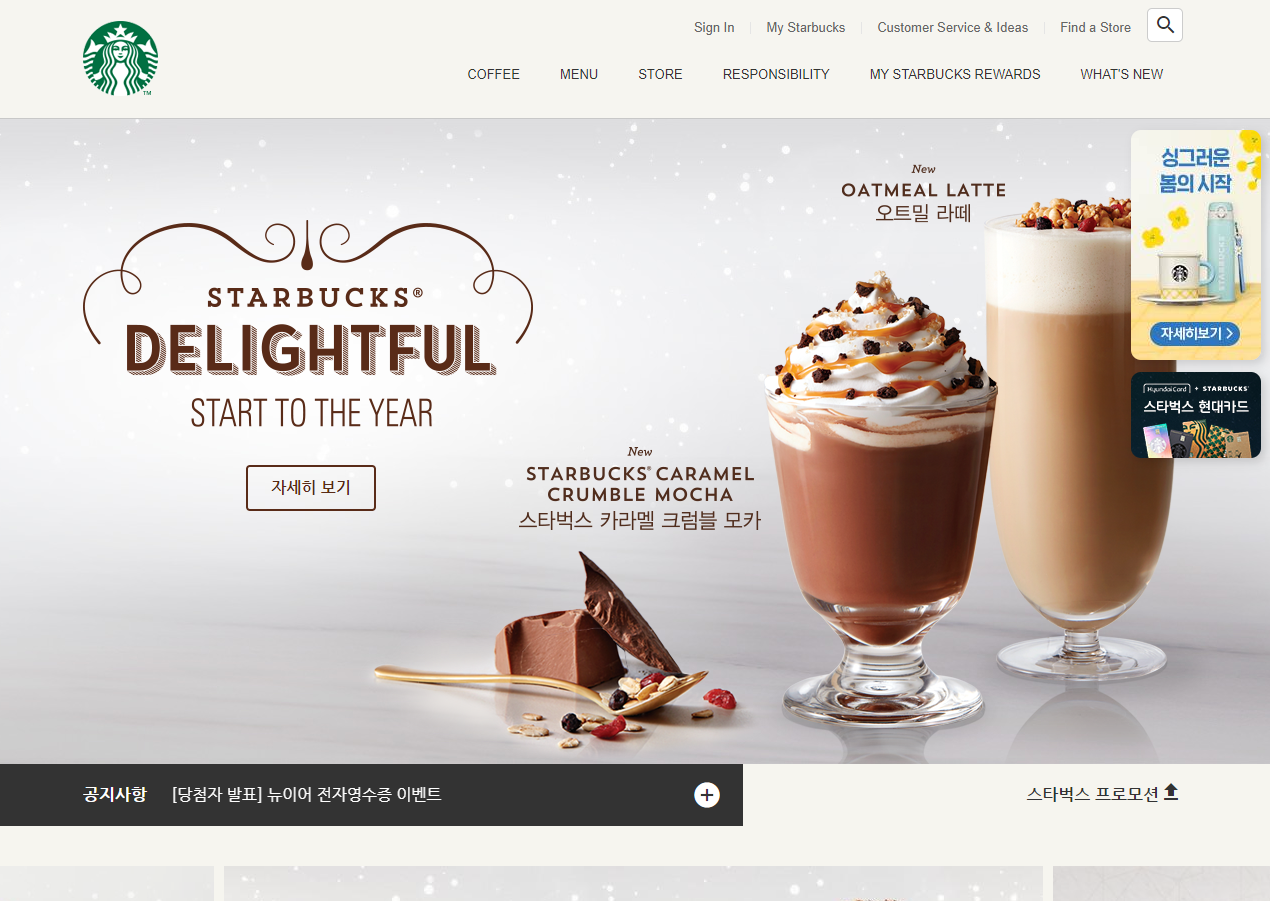 Sign In
My Starbucks
Customer Service & Ideas
Find a Store
TM
COFFEE
MENU
STORE
RESPONSIBILITY
MY STARBUCKS REWARDS
WHAT'S NEW
STARBUCKS®
DELIGHTFUL
START TO THE YEAR
자세히 보기
New
OATMEAL LATTE
오트밀 라떼
New
STARBUCKS® CARAMEL
CRUMBLE MOCHA
스타벅스 카라멜 크럼블 모카
싱그러운
봄의 시작
STARBUCKS
자세히보기 >
HyundaiCard + STARBUCKS
스타벅스 현대카드
공지사항 [당첨자 발표] 뉴이어 전자영수증 이벤트
스타벅스 프로모션